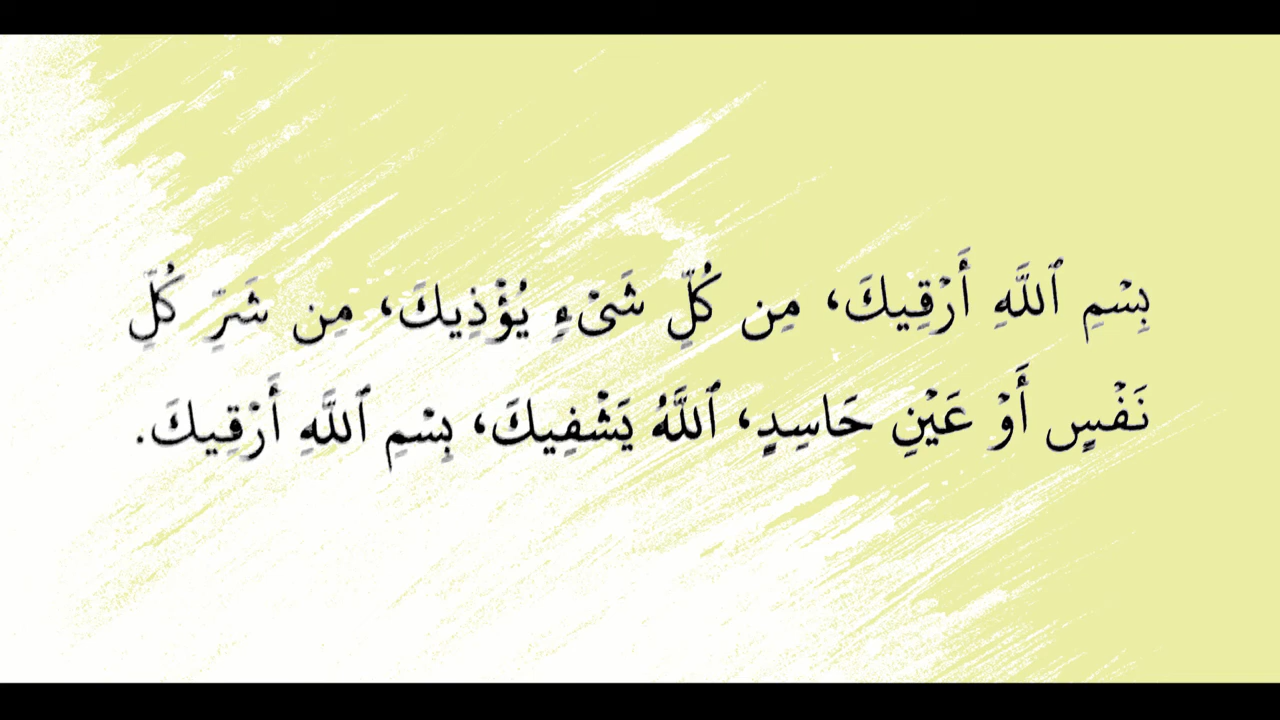 بِسْمِ ٱللَّهِ أَرْقِيكَ، مِن كُلِّ شَىْءٍ يُؤْذِيكَ، مِن شَرِّ كُلِّ
نَفْسٍ أَوْ عَيْنِ حَاسِدٍ، ٱللَّهُ يَشْفِيكَ، بِسْمِ ٱللَّهِ أَرْقِيكَ.